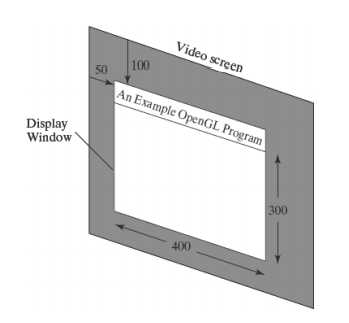 Video screen
50
100
An Example OpenGL Program
Display
Window
300
400